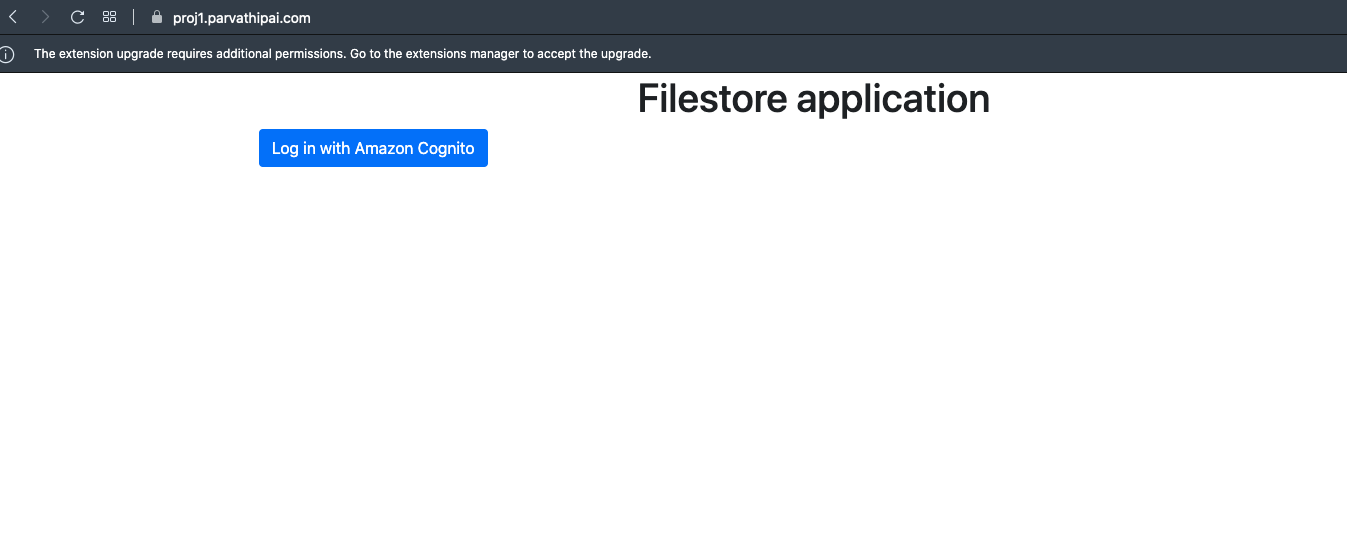 proj1.parvathipai.com
The extension upgrade requires additional permissions. Go to the extensions manager to accept the upgrade.
Filestore application
Log in with Amazon Cognito